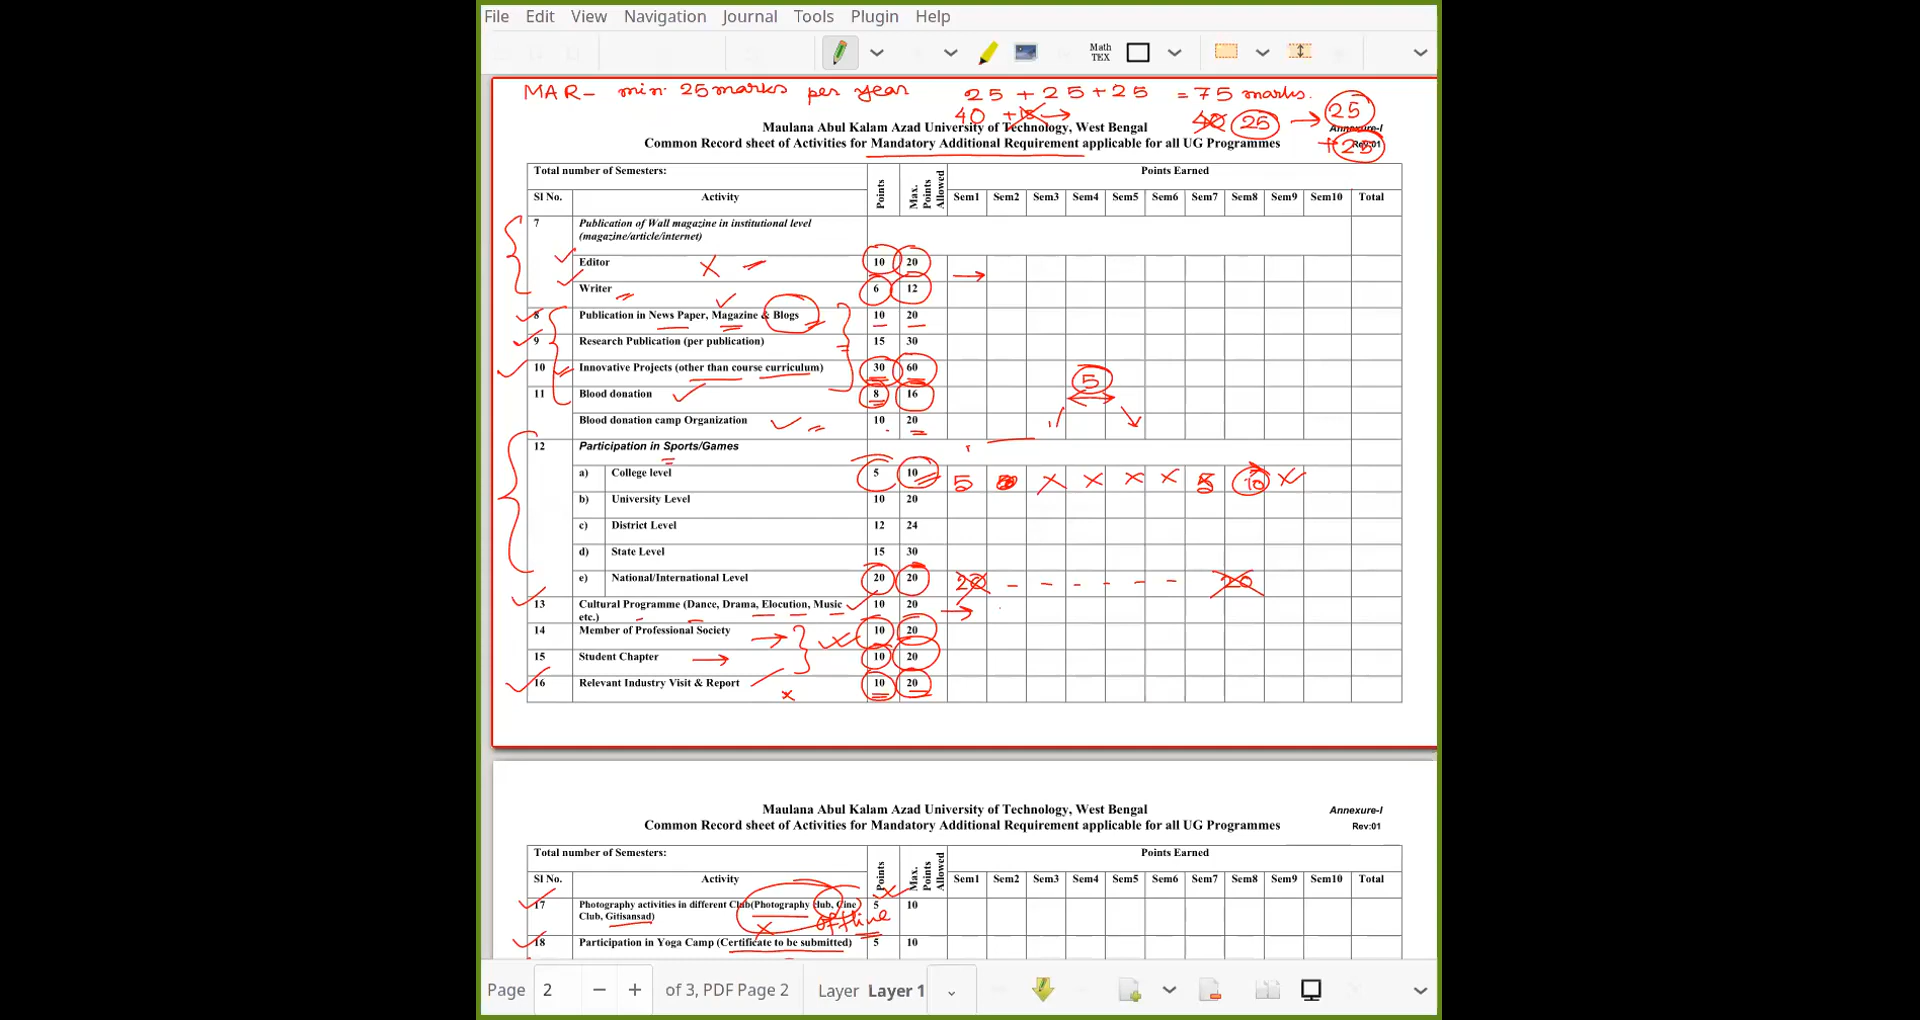 File Edit View Navigation Journal Tools Plugin Help
Math
TEX
MAR- min. 25 marks per year 25 + 25 + 25 = 75 marks.
40 + 15 → 40 25 → 25
+ 25
Maulana Abul Kalam Azad University of Technology, West Bengal Annexure-I
Common Record sheet of Activities for Mandatory Additional Requirement applicable for all UG Programmes Rev:01
Total number of Semesters: Points Max. Points Allowed Points Earned
Sl No. Activity Sem1 Sem2 Sem3 Sem4 Sem5 Sem6 Sem7 Sem8 Sem9 Sem10 Total
7 Publication of Wall magazine in institutional level
(magazine/article/internet)
Editor 10 20
Writer 6 12
8 Publication in News Paper, Magazine & Blogs 10 20
9 Research Publication (per publication) 15 30
10 Innovative Projects (other than course curriculum) 30 60
5
11 Blood donation 8 16
Blood donation camp Organization 10 20
12 Participation in Sports/Games
a) College level 5 10 5 5 x x x x 5 10 x
b) University Level 10 20
c) District Level 12 24
d) State Level 15 30
e) National/International Level 20 20 20 - - - - - - 20
13 Cultural Programme (Dance, Drama, Elocution, Music 10 20
etc.)
14 Member of Professional Society 10 20
15 Student Chapter 10 20
16 Relevant Industry Visit & Report 10 20
Maulana Abul Kalam Azad University of Technology, West Bengal Annexure-I
Common Record sheet of Activities for Mandatory Additional Requirement applicable for all UG Programmes Rev:01
Total number of Semesters: Points Max. Points Allowed Points Earned
Sl No. Activity Sem1 Sem2 Sem3 Sem4 Sem5 Sem6 Sem7 Sem8 Sem9 Sem10 Total
17 Photography activities in different Club(Photography club, Cine 5 10
Club, Gitisansad) offline
18 Participation in Yoga Camp (Certificate to be submitted) 5 10
Page 2 of 3, PDF Page 2 Layer Layer 1